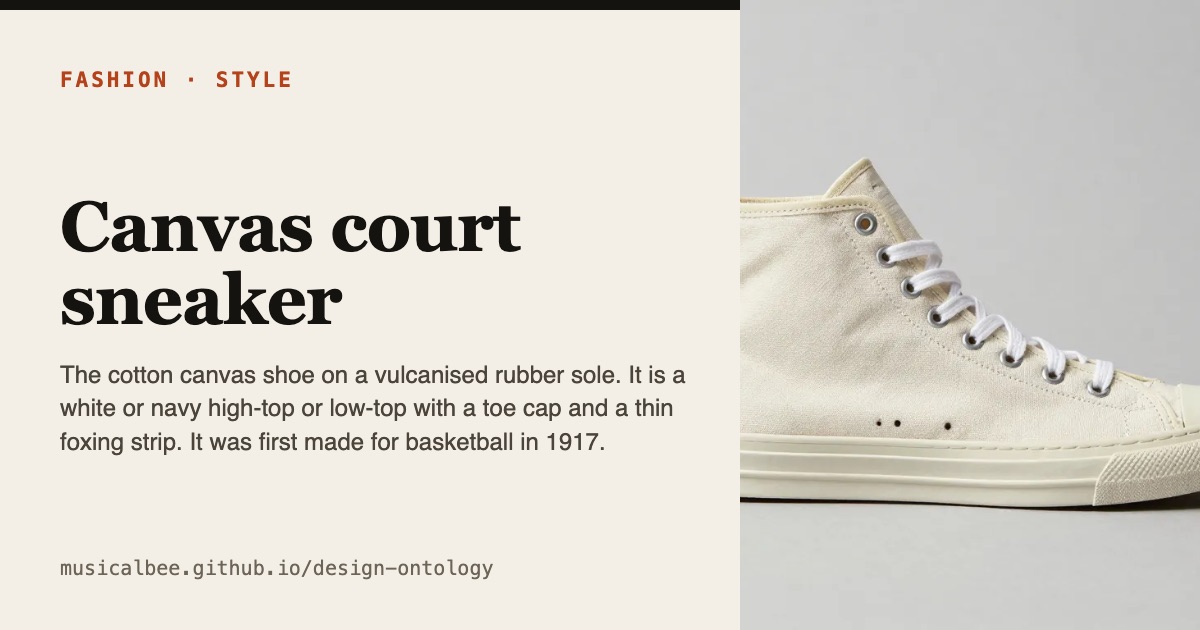 FASHION · STYLE
Canvas court
sneaker
The cotton canvas shoe on a vulcanised rubber sole. It is a
white or navy high-top or low-top with a toe cap and a thin
foxing strip. It was first made for basketball in 1917.
musicalbee.github.io/design-ontology